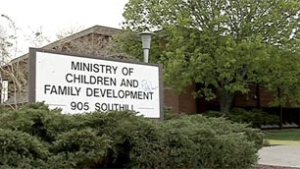 MINISTRY OF
CHILDREN AND
FAMILY DEVELOPMENT
905 SOUTHILL